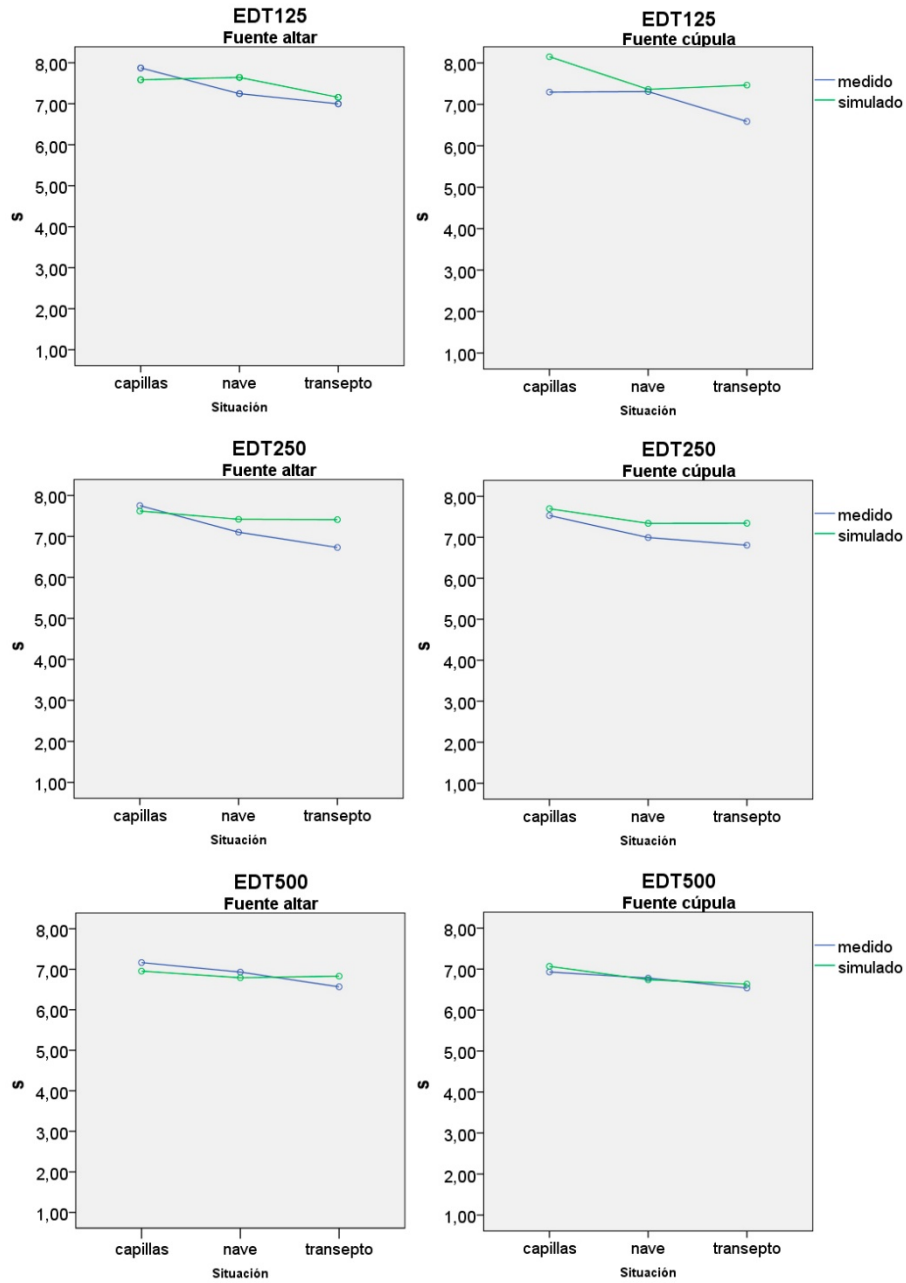 EDT125
Fuente altar
8,00
7,00
6,00
5,00
4,00
3,00
2,00
1,00
s
capillas nave transepto
Situación
EDT125
Fuente cúpula
8,00
7,00
6,00
5,00
4,00
3,00
2,00
1,00
s
capillas nave transepto
Situación
medido
simulado
EDT250
Fuente altar
8,00
7,00
6,00
5,00
4,00
3,00
2,00
1,00
s
capillas nave transepto
Situación
EDT250
Fuente cúpula
8,00
7,00
6,00
5,00
4,00
3,00
2,00
1,00
s
capillas nave transepto
Situación
medido
simulado
EDT500
Fuente altar
8,00
7,00
6,00
5,00
4,00
3,00
2,00
1,00
s
capillas nave transepto
Situación
EDT500
Fuente cúpula
8,00
7,00
6,00
5,00
4,00
3,00
2,00
1,00
s
capillas nave transepto
Situación
medido
simulado